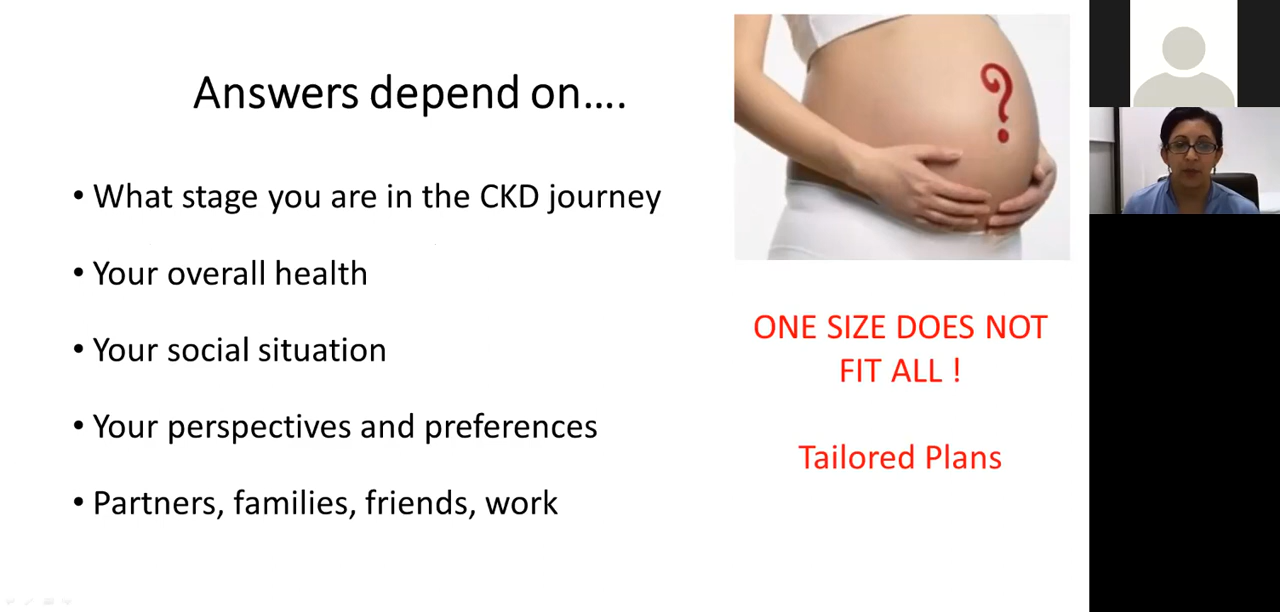 Answers depend on….
• What stage you are in the CKD journey
• Your overall health
• Your social situation
• Your perspectives and preferences
• Partners, families, friends, work
?
ONE SIZE DOES NOT
FIT ALL !
Tailored Plans